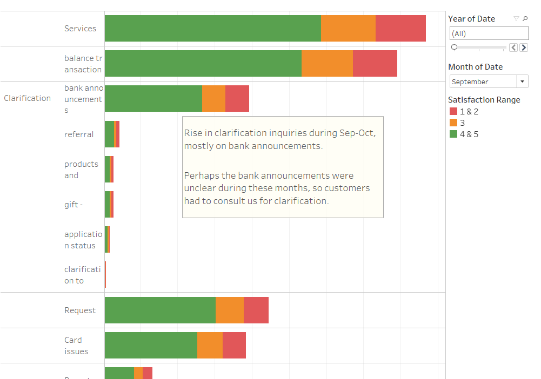 Services
balance tr
ansaction
Clarification
bank anno
uncement
s
referral
products
and
gift -
applicatio
n status
clarificati
on to
Request
Card
issues
Rise in clarification inquiries during Sep-Oct,
mostly on bank announcements.
Perhaps the bank announcements were
unclear during these months, so customers
had to consult us for clarification.
Year of Date
(All)
Month of Date
September
Satisfaction Range
1 & 2
3
4 & 5